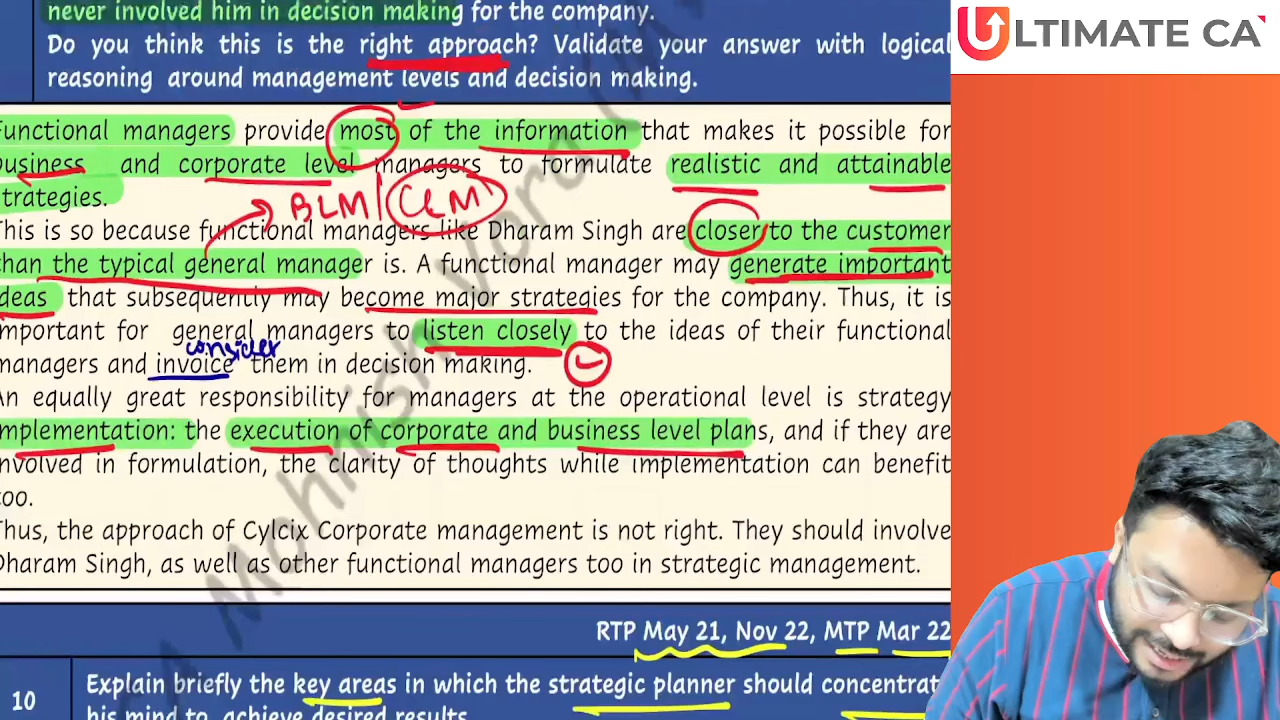 never involved him in decision making for the company.
Do you think this is the right approach? Validate your answer with logical
reasoning around management levels and decision making.
ULTIMATE CA
Functional managers provide most of the information that makes it possible for
business and corporate level managers to formulate realistic and attainable
strategies.
BLM CLM
This is so because functional managers like Dharam Singh are closer to the customer
than the typical general manager is. A functional manager may generate important
ideas that subsequently may become major strategies for the company. Thus, it is
important for general managers to listen closely to the ideas of their functional
consider
managers and invoice them in decision making.
An equally great responsibility for managers at the operational level is strategy
mplementation: the execution of corporate and business level plans, and if they are
nvolved in formulation, the clarity of thoughts while implementation can benefit
too.
Thus, the approach of Cylcix Corporate management is not right. They should involve
Dharam Singh, as well as other functional managers too in strategic management.
RTP May 21, Nov 22, MTP Mar 22
10 Explain briefly the key areas in which the strategic planner should concentrat
his mind to achieve desired results.